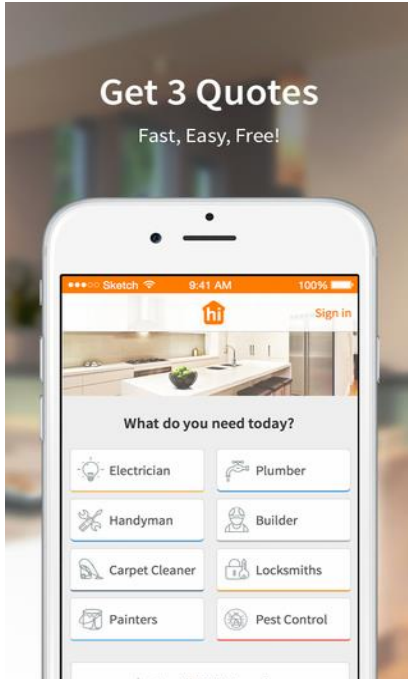 Get 3 Quotes
Fast, Easy, Free!
Sketch 9:41 AM 100%
hi Sign in
What do you need today?
Electrician Plumber
Handyman Builder
Carpet Cleaner Locksmiths
Painters Pest Control